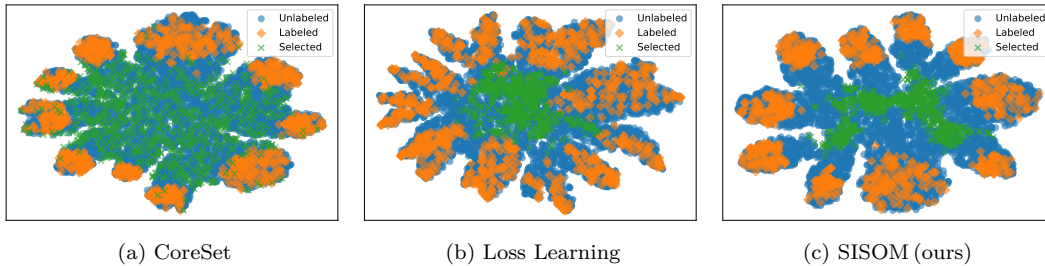 Unlabeled
Labeled
Selected
Unlabeled
Labeled
Selected
Unlabeled
Labeled
Selected
(a) CoreSet
(b) Loss Learning
(c) SISOM (ours)